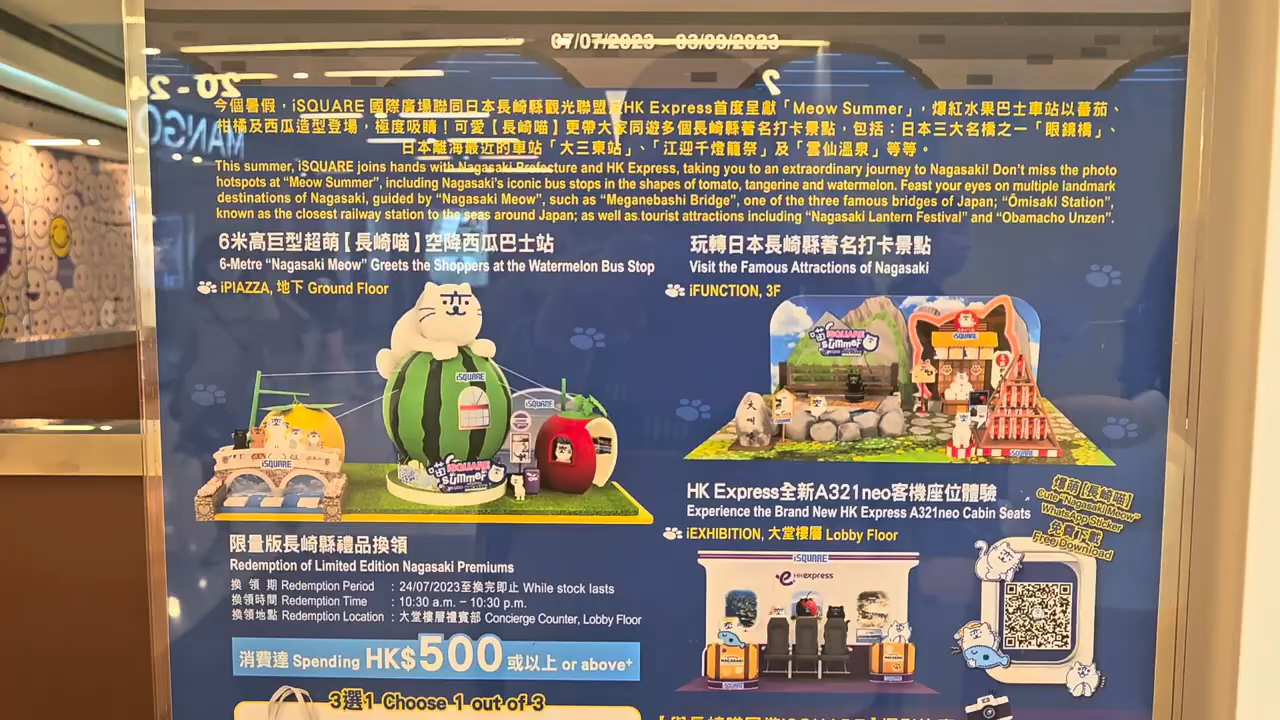 07/07/2023 - 03/09/2023
今個暑假，iSQUARE 國際廣場聯同日本長崎縣觀光聯盟及HK Express首度呈獻「Meow Summer」，爆紅水果巴士車站以蕃茄、
柑橘及西瓜造型登場，極度吸睛！可愛【長崎喵】更帶大家同遊多個長崎縣著名打卡景點，包括：日本三大名橋之一「眼鏡橋」、
日本離海最近的車站「大三東站」、「江迎千燈籠祭」及「雲仙溫泉」等等。
This summer, iSQUARE joins hands with Nagasaki Prefecture and HK Express, taking you to an extraordinary journey to Nagasaki! Don't miss the photo
hotspots at “Meow Summer”, including Nagasaki's iconic bus stops in the shapes of tomato, tangerine and watermelon. Feast your eyes on multiple landmark
destinations of Nagasaki, guided by “Nagasaki Meow”, such as “Meganebashi Bridge”, one of the three famous bridges of Japan; “Ōmisaki Station”,
known as the closest railway station to the seas around Japan; as well as tourist attractions including “Nagasaki Lantern Festival” and “Obamacho Unzen”.
6米高巨型超萌【長崎喵】空降西瓜巴士站
6-Metre “Nagasaki Meow” Greets the Shoppers at the Watermelon Bus Stop
iPIAZZA, 地下 Ground Floor
iSQUARE
iSQUARE
iSQUARE
喵 iSQUARE
summer
玩轉日本長崎縣著名打卡景點
Visit the Famous Attractions of Nagasaki
iFUNCTION, 3F
喵 iSQUARE
summer
iSQUARE
大叫
iSQUARE
HK Express全新A321neo客機座位體驗
Experience the Brand New HK Express A321neo Cabin Seats
iEXHIBITION, 大堂樓層 Lobby Floor
iSQUARE
HKexpress
NAGASAKI
iSQUARE
NAGASAKI
iSQUARE
爆萌【長崎喵】
Cute “Nagasaki Meow”
WhatsApp Sticker
免費下載
Free Download
限量版長崎縣禮品換領
Redemption of Limited Edition Nagasaki Premiums
換領期 Redemption Period : 24/07/2023至換完即止 While stock lasts
換領時間 Redemption Time : 10:30 a.m. – 10:30 p.m.
換領地點 Redemption Location : 大堂樓層禮賓部 Concierge Counter, Lobby Floor
消費達 Spending HK$500 或以上 or above+
3選1 Choose 1 out of 3